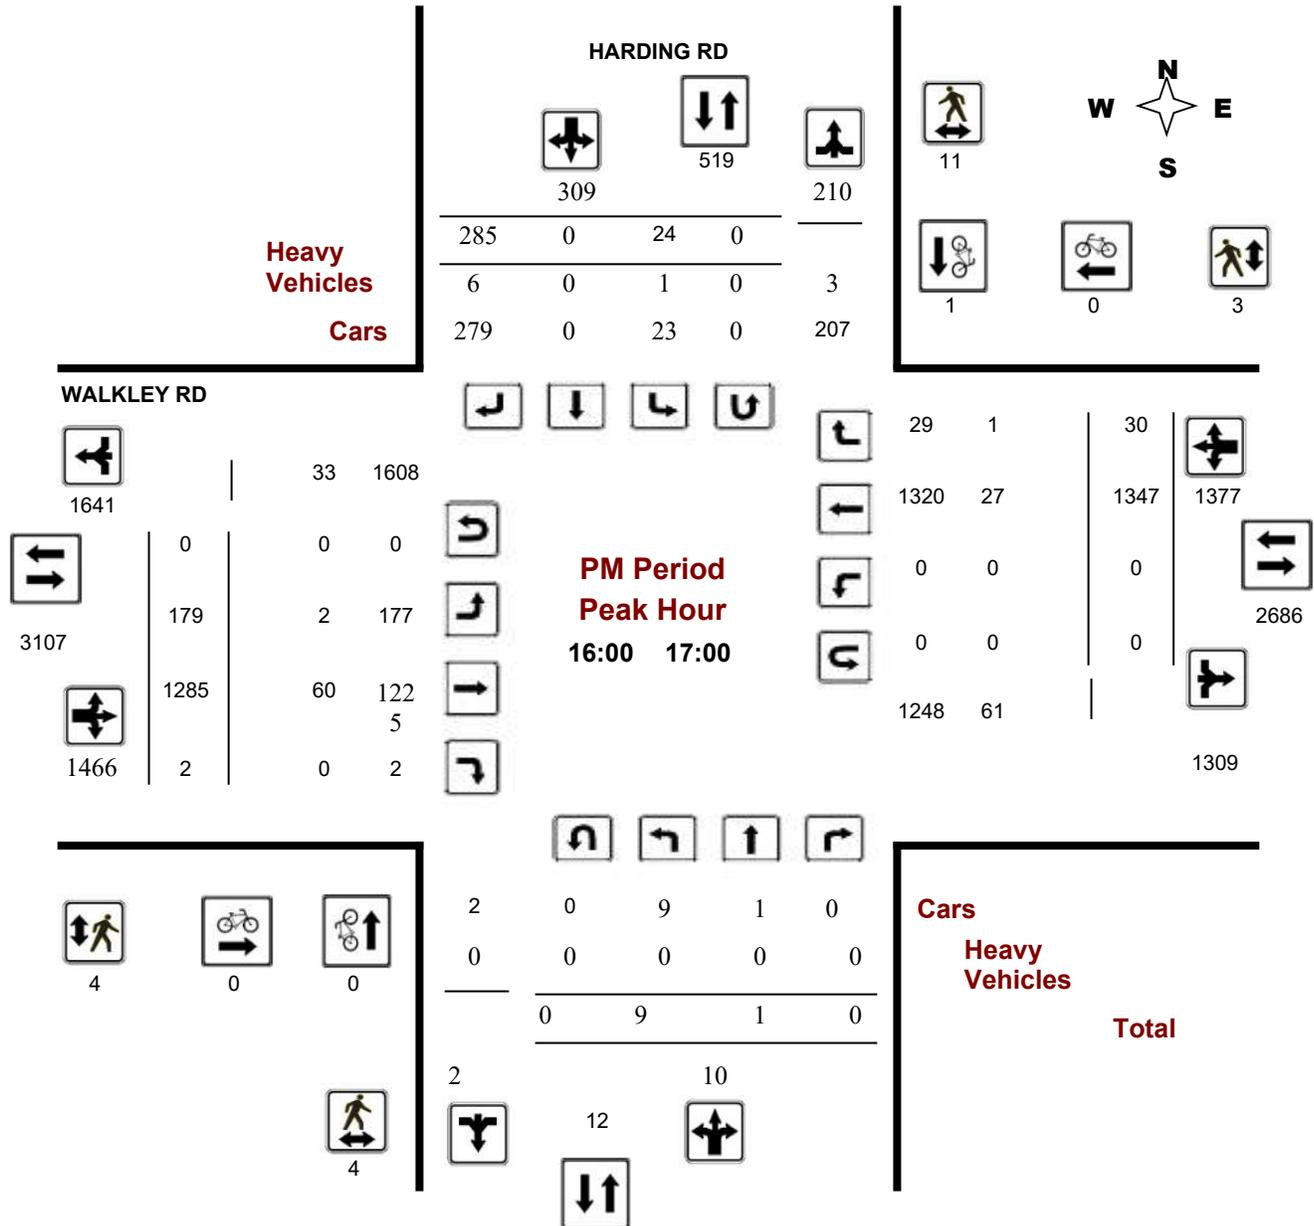 HARDING RD
N
W E
S
519
11
309
210
285 0 24 0
Heavy
Vehicles
6 0 1 0 3
1 0 3
Cars
279 0 23 0 207
WALKLEY RD
29 1 30
33 1608
1641
1320 27 1347 1377
0 0 0
PM Period
0 0 0
Peak Hour
179 2 177
2686
3107
16:00 17:00
0 0 0
1285 60 122
5
1248 61
1466 2 0 2
1309
2 0 9 1 0
Cars
0 0 0 0 0
Heavy
Vehicles
4 0 0
0 9 1 0
Total
2 10
12
4